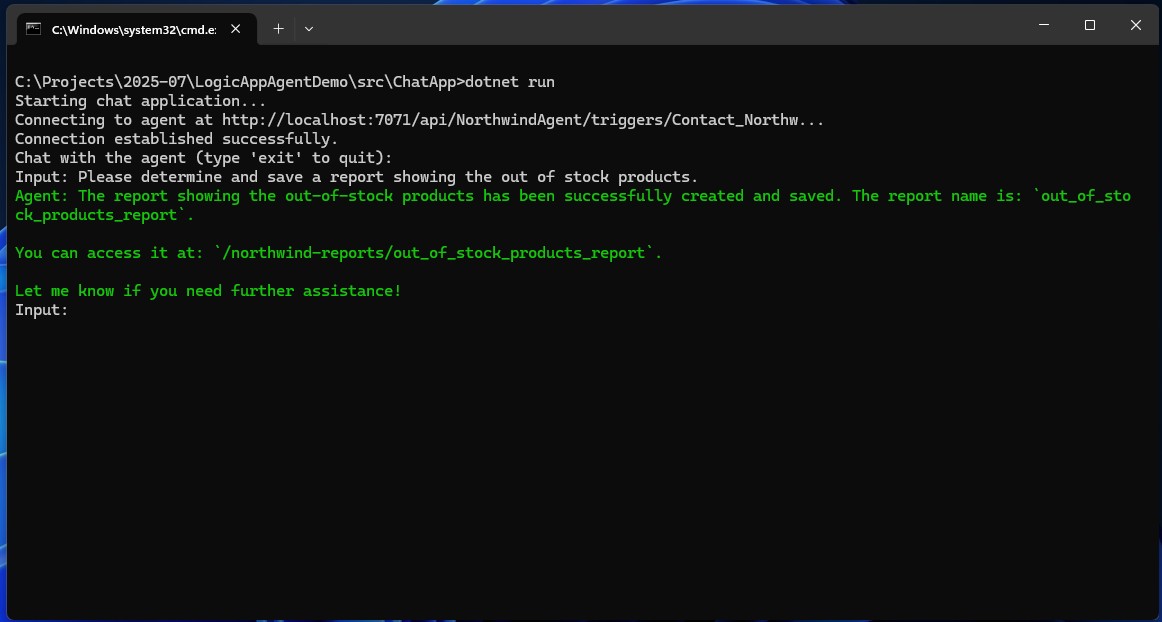 C:\Windows\system32\cmd.e:
C:\Projects\2025-07\LogicAppAgentDemo\src\ChatApp>dotnet run
Starting chat application...
Connecting to agent at http://localhost:7071/api/NorthwindAgent/triggers/Contact_Northw...
Connection established successfully.
Chat with the agent (type 'exit' to quit):
Input: Please determine and save a report showing the out of stock products.
Agent: The report showing the out-of-stock products has been successfully created and saved. The report name is: `out_of_sto
ck_products_report`.
You can access it at: `/northwind-reports/out_of_stock_products_report`.
Let me know if you need further assistance!
Input: